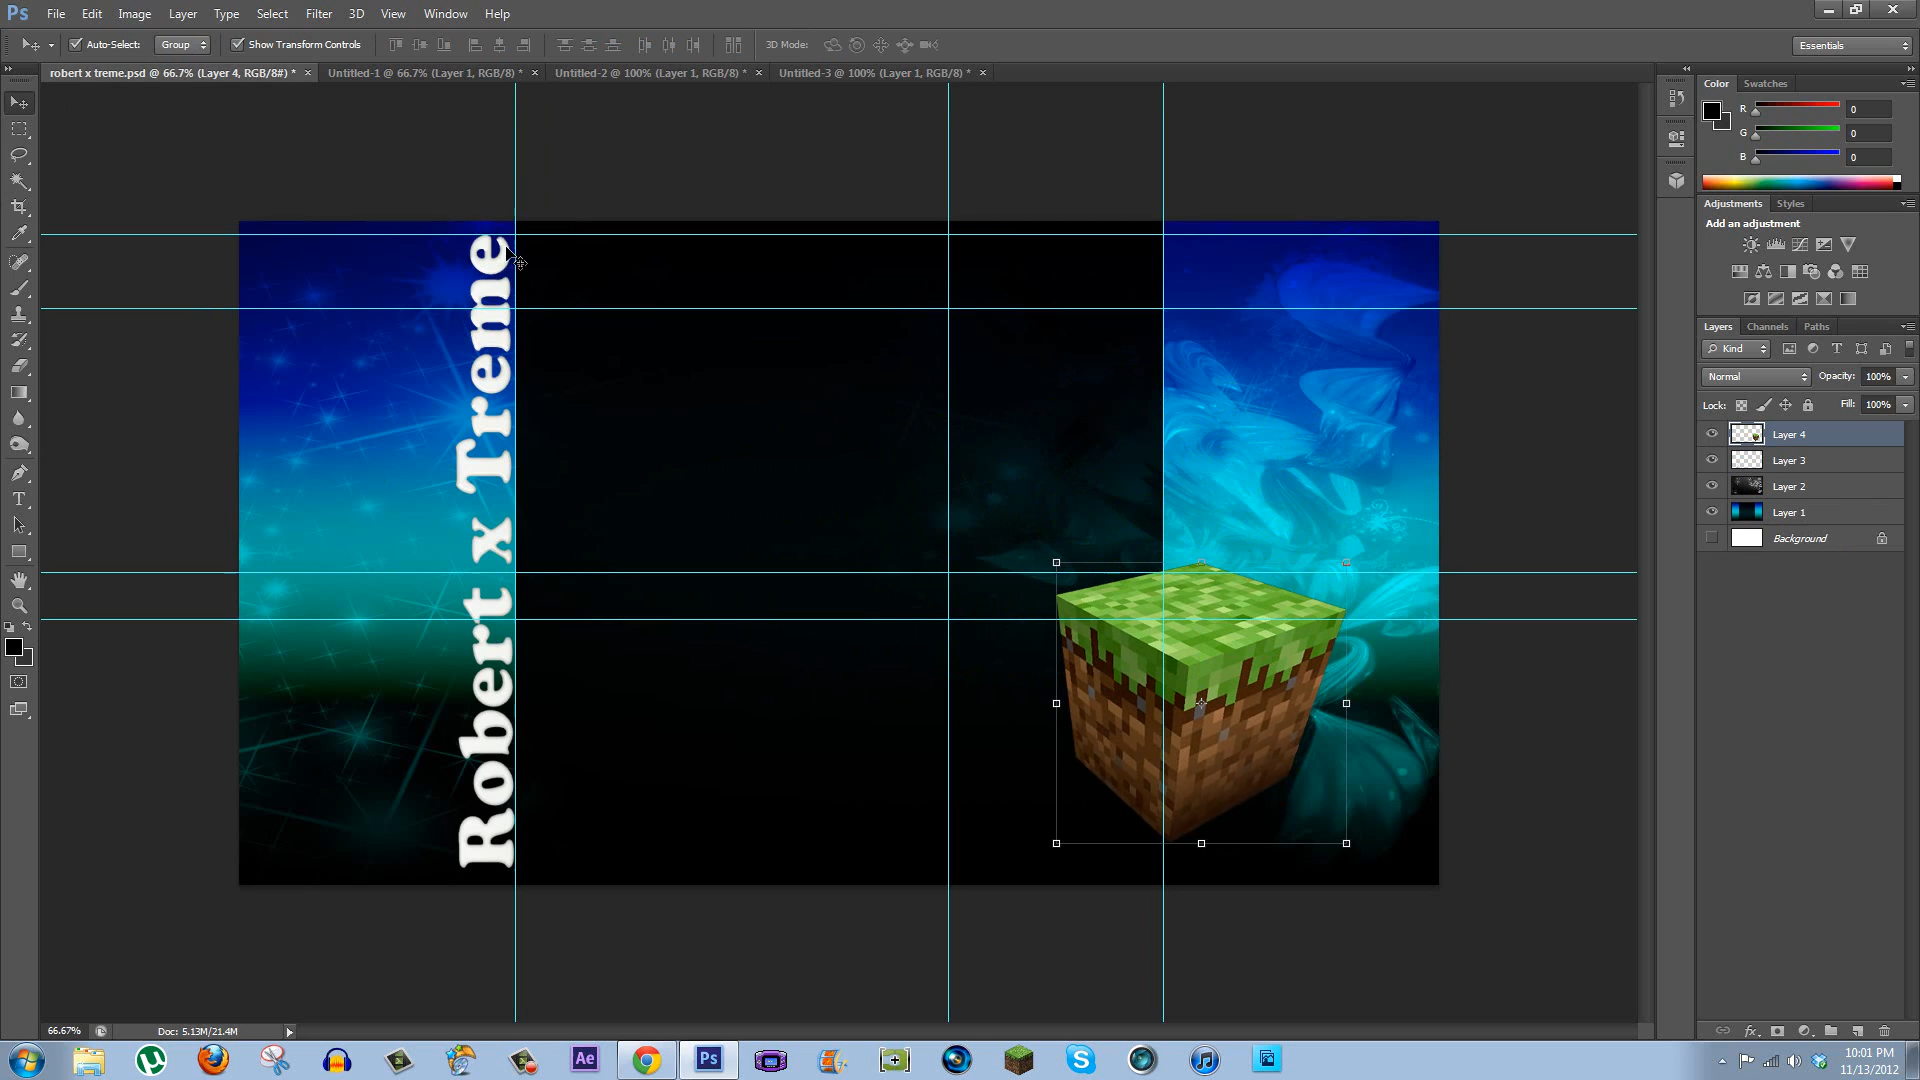 Ps File Edit Image Layer Type Select Filter 3D View Window Help
Auto-Select: Group Show Transform Controls 3D Mode: Essentials
robert x treme.psd @ 66.7% (Layer 4, RGB/8#) * × Untitled-1 @ 66.7% (Layer 1, RGB/8) * × Untitled-2 @ 100% (Layer 1, RGB/8) * × Untitled-3 @ 100% (Layer 1, RGB/8) * ×
Color Swatches
R 0
G 0
B 0
Adjustments Styles
Add an adjustment
Layers Channels Paths
Kind
Normal Opacity: 100%
Lock: Fill: 100%
Layer 4
Layer 3
Layer 2
Layer 1
Background
Robert x Treme
66.67% Doc: 5.13M/21.4M
Ae Ps
10:01 PM
11/13/2012